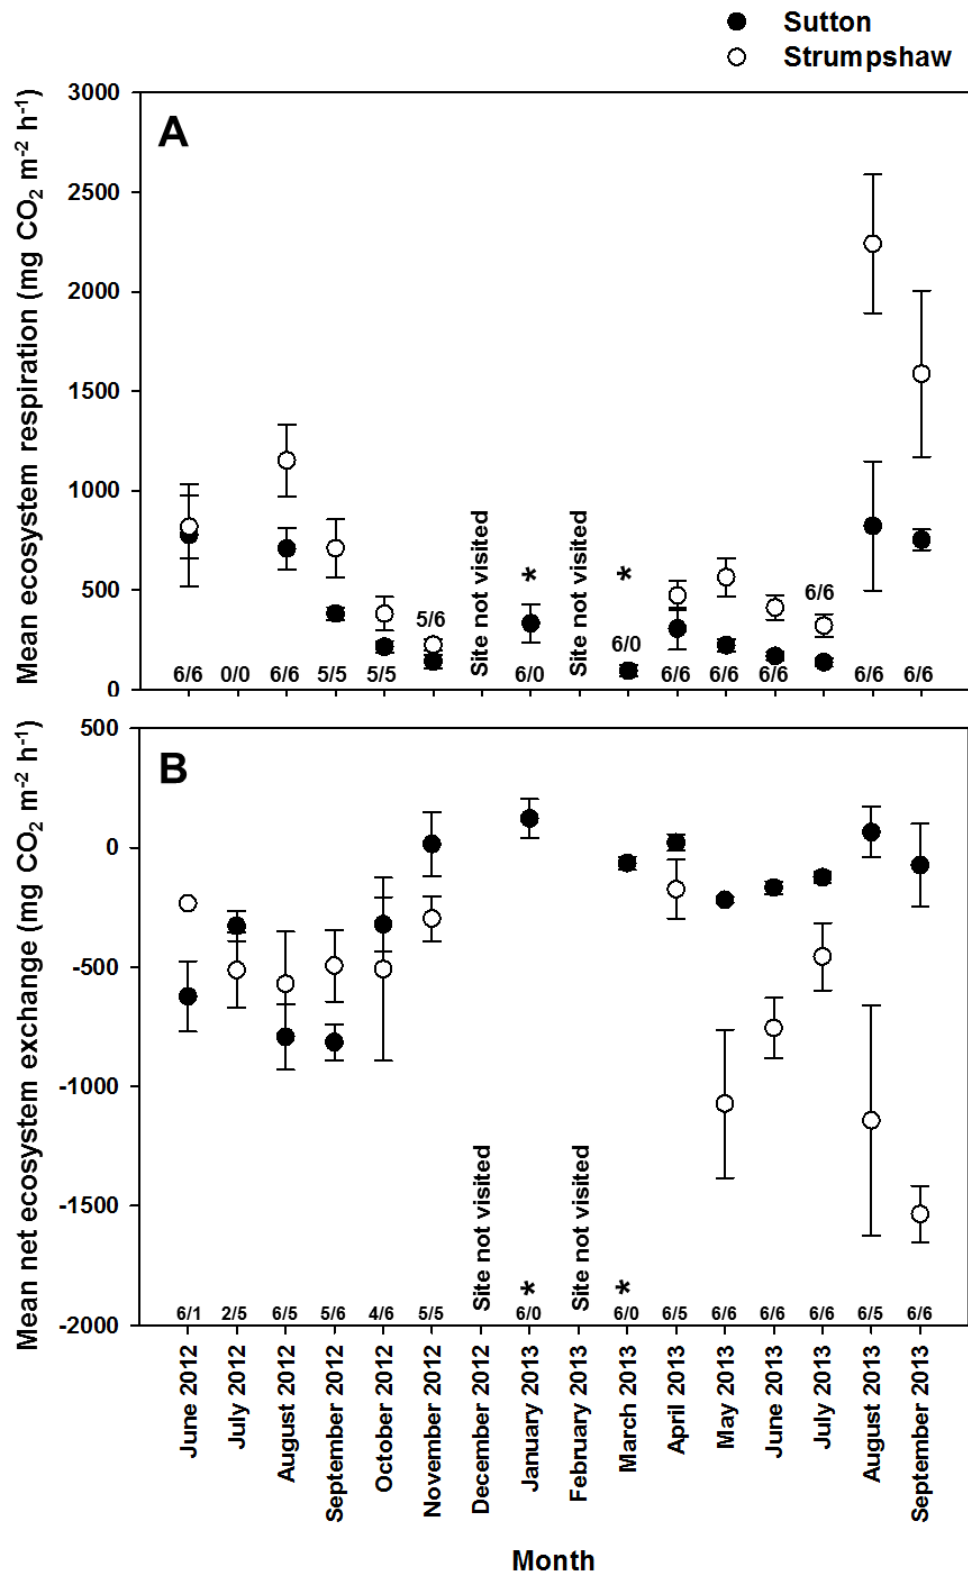 Sutton
Strumpshaw
Mean ecosystem respiration (mg CO2 m-2 h-1)
3000
2500
2000
1500
1000
500
0
A
6/6
0/0
6/6
5/5
5/5
5/6
Site not visited
*
6/0
Site not visited
*
6/0
6/6
6/6
6/6
6/6
6/6
6/6
Mean net ecosystem exchange (mg CO2 m-2 h-1)
500
0
-500
-1000
-1500
-2000
B
6/1
2/5
6/5
5/6
4/6
5/5
Site not visited
*
6/0
Site not visited
*
6/0
6/5
6/6
6/6
6/6
6/5
6/6
June 2012
July 2012
August 2012
September 2012
October 2012
November 2012
December 2012
January 2013
February 2013
March 2013
April 2013
May 2013
June 2013
July 2013
August 2013
September 2013
Month